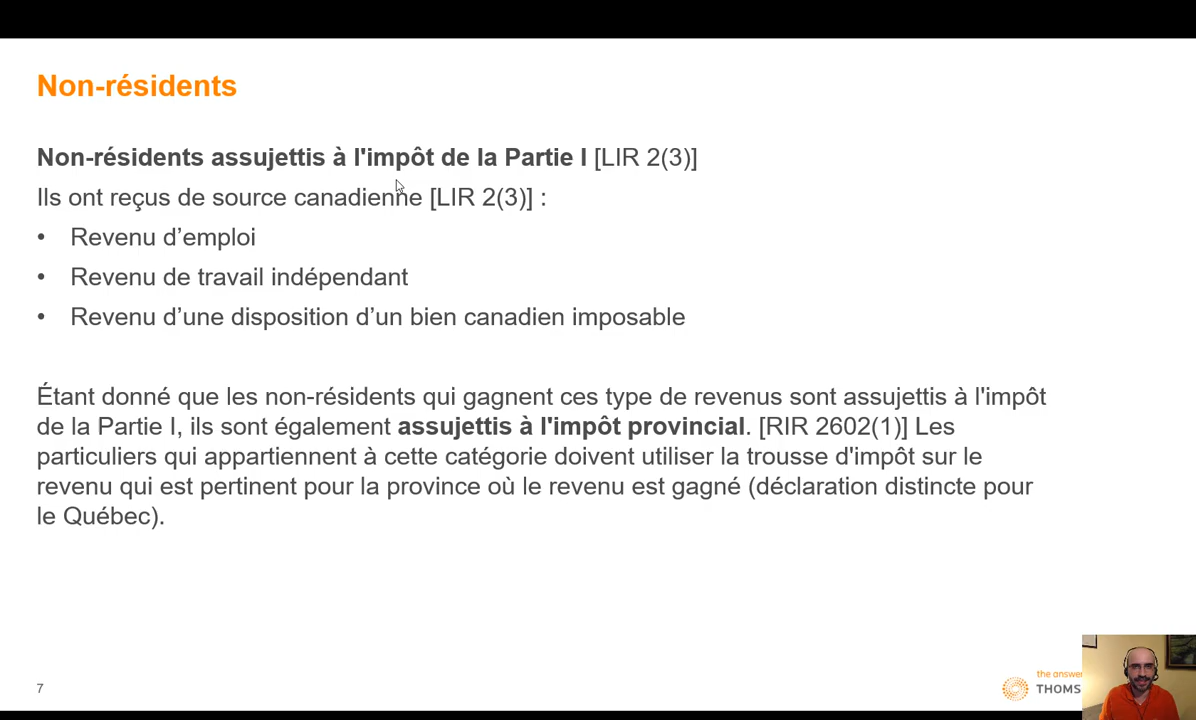 Non-résidents
Non-résidents assujettis à l'impôt de la Partie I [LIR 2(3)]
Ils ont reçus de source canadienne [LIR 2(3)] :
• Revenu d’emploi
• Revenu de travail indépendant
• Revenu d’une disposition d’un bien canadien imposable
Étant donné que les non-résidents qui gagnent ces type de revenus sont assujettis à l'impôt
de la Partie I, ils sont également assujettis à l'impôt provincial. [RIR 2602(1)] Les
particuliers qui appartiennent à cette catégorie doivent utiliser la trousse d'impôt sur le
revenu qui est pertinent pour la province où le revenu est gagné (déclaration distincte pour
le Québec).
7
the answer
THOMS